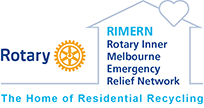 Rotary
RIMERN
Rotary Inner
Melbourne
Emergency
Relief Network
The Home of Residential Recycling